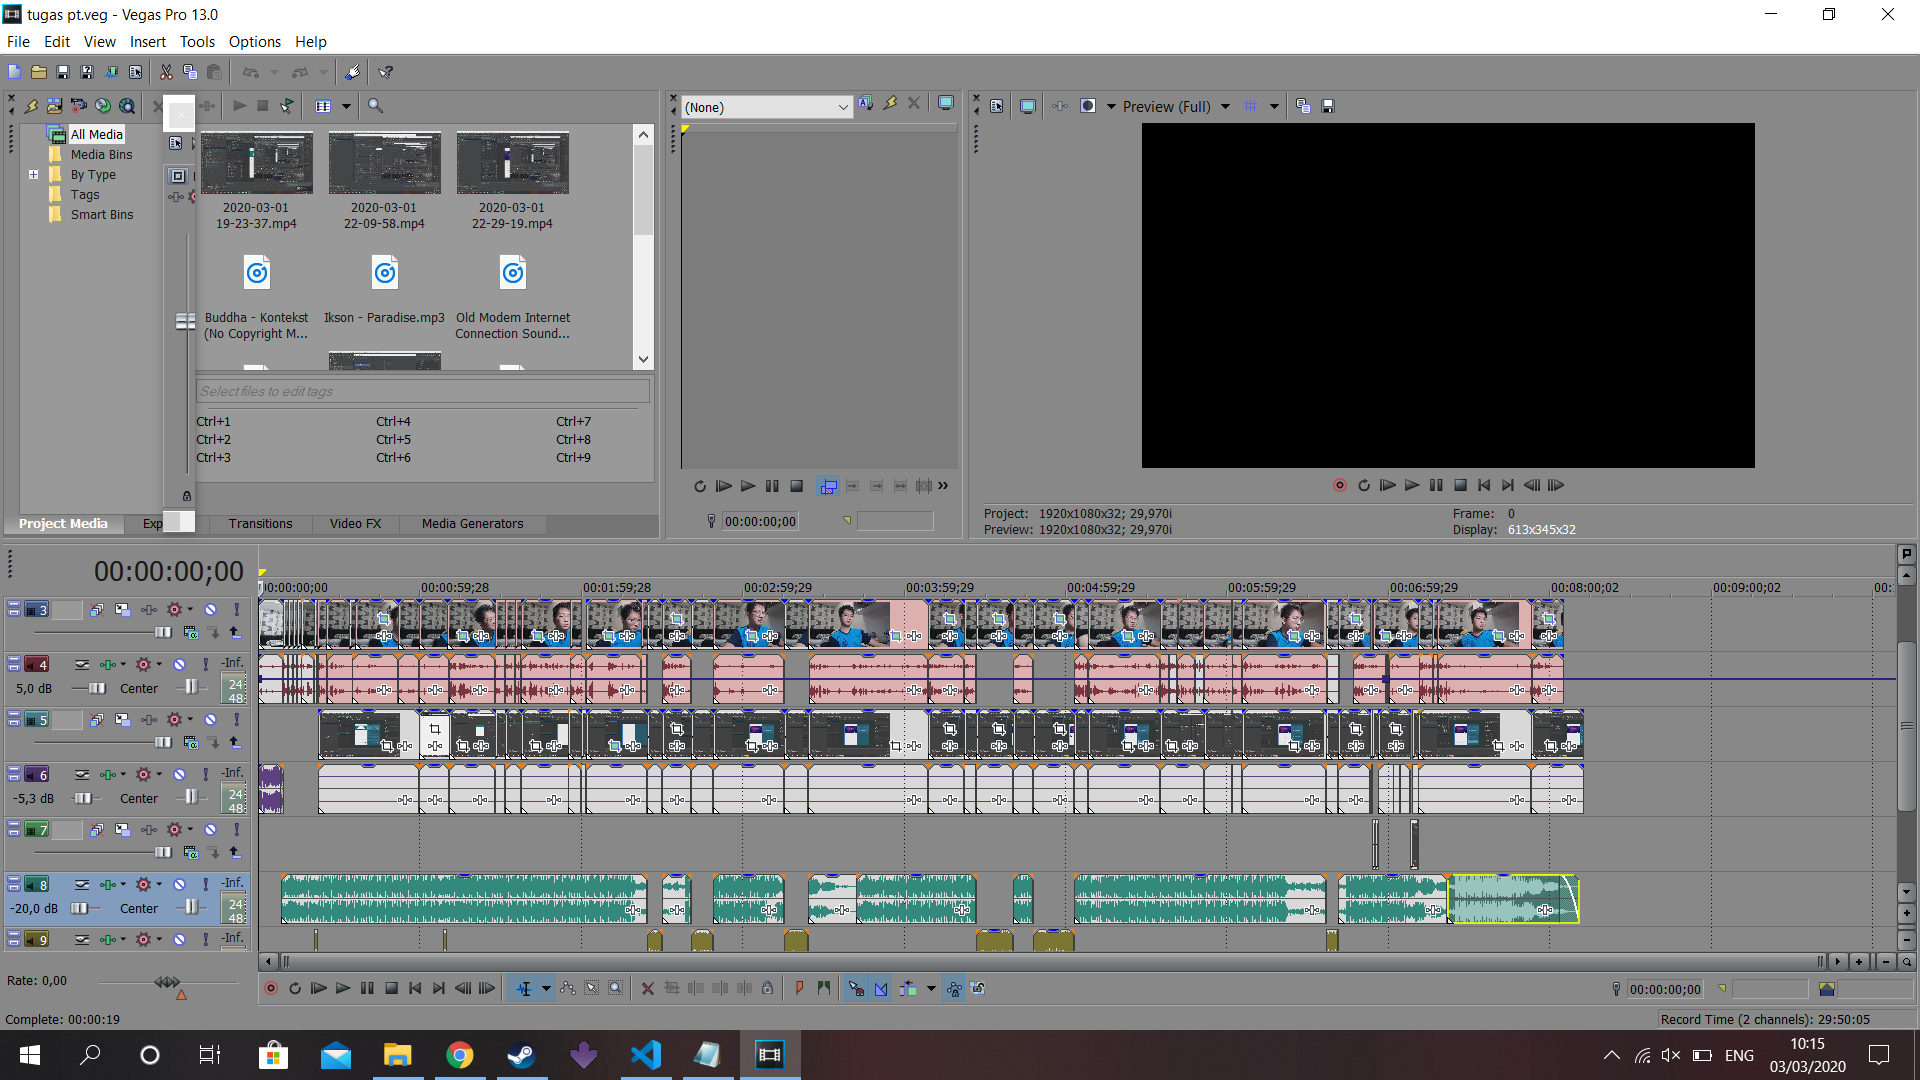 tugas pt.veg - Vegas Pro 13.0
File Edit View Insert Tools Options Help
All Media
Media Bins
By Type
Tags
Smart Bins
2020-03-01
19-23-37.mp4
2020-03-01
22-09-58.mp4
2020-03-01
22-29-19.mp4
Buddha - Kontekst
(No Copyright M...
Ikson - Paradise.mp3
Old Modem Internet
Connection Sound...
Select files to edit tags
Ctrl+1 Ctrl+4 Ctrl+7
Ctrl+2 Ctrl+5 Ctrl+8
Ctrl+3 Ctrl+6 Ctrl+9
Project Media Exp Transitions Video FX Media Generators
(None)
00:00:00;00
Preview (Full)
Project: 1920x1080x32; 29,970i
Preview: 1920x1080x32; 29,970i
Frame: 0
Display: 613x345x32
00:00:00;00
00:00:00;00 00:00:59;28 00:01:59;28 00:02:59;29 00:03:59;29 00:04:59;29 00:05:59;29 00:06:59;29 00:08:00;02 00:09:00;02 00:
3
4 -Inf.
5,0 dB Center 24 48
5
6 -Inf.
-5,3 dB Center 24 48
7
8 -Inf.
-20,0 dB Center 24 48
9 -Inf.
Rate: 0,00
00:00:00;00
Complete: 00:00:19
Record Time (2 channels): 29:50:05
ENG
10:15
03/03/2020